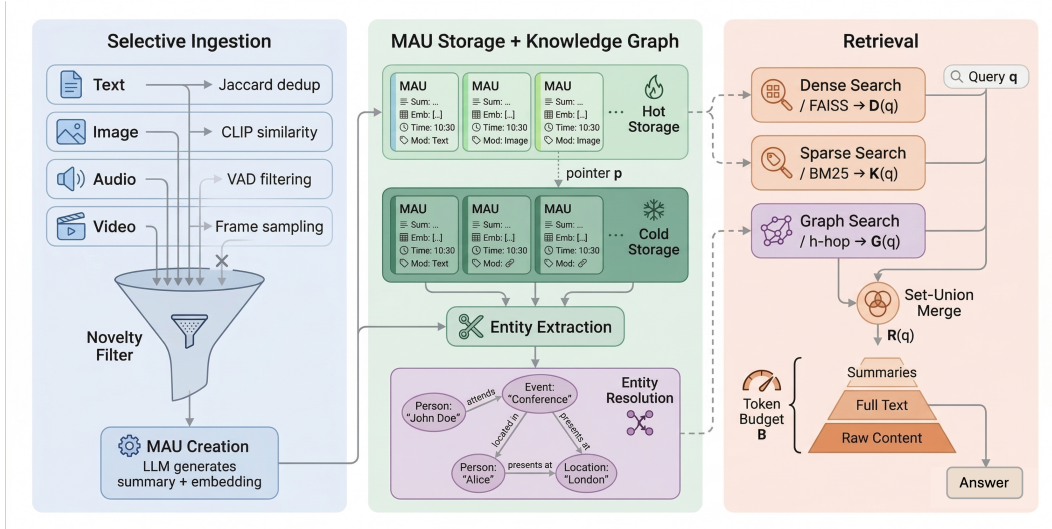 Selective Ingestion
Text
Jaccard dedup
Image
CLIP similarity
Audio
VAD filtering
Video
Frame sampling
Novelty
Filter
MAU Creation
LLM generates
summary + embedding
MAU Storage + Knowledge Graph
MAU
Sum: ...
Emb: [...]
Time: 10:30
Mod: Text
MAU
Sum: ...
Emb: [...]
Time: 10:30
Mod: Image
MAU
Sum: ...
Emb: [...]
Time: 10:30
Mod: Image
...
Hot
Storage
pointer p
MAU
Sum: ...
Emb: [...]
Time: 10:30
Mod: Text
MAU
Sum: ...
Emb: [...]
Time: 10:30
Mod:
MAU
Sum: ...
Emb: [...]
Time: 10:30
Mod:
...
Cold
Storage
Entity Extraction
Entity
Resolution
Person:
"John Doe"
attends
Event:
"Conference"
located in
presents at
Person:
"Alice"
presents at
Location:
"London"
Retrieval
Query q
Dense Search
/ FAISS → D(q)
Sparse Search
/ BM25 → K(q)
Graph Search
/ h-hop → G(q)
Set-Union
Merge
R(q)
Token
Budget
B
Summaries
Full Text
Raw Content
Answer